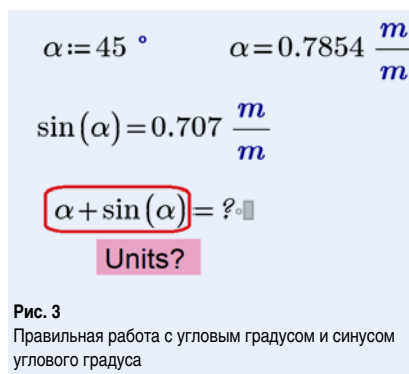 α:=45 °    α=0.7854 m/m
sin(α)=0.707 m/m
α+sin(α)=?
Units?
Рис. 3
Правильная работа с угловым градусом и синусом
углового градуса